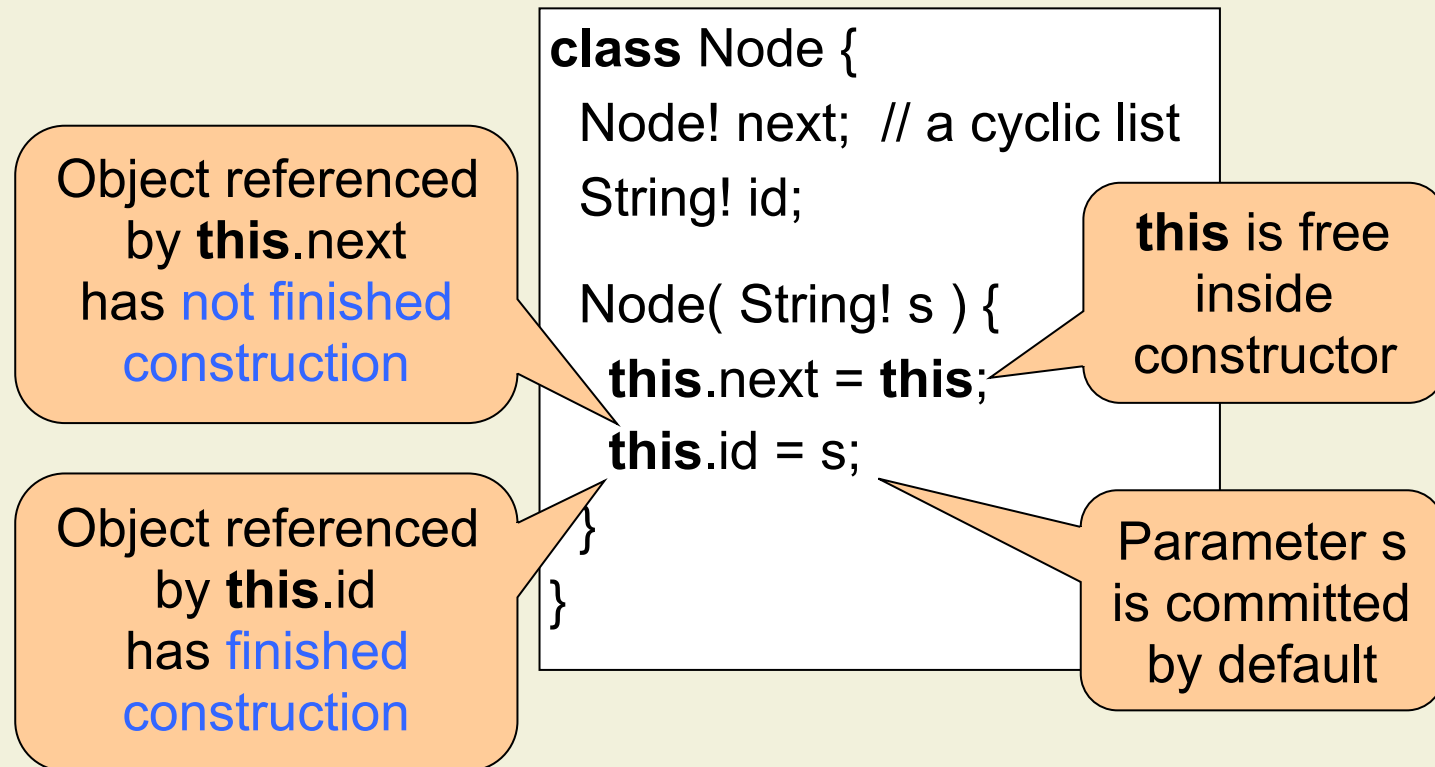 class Node {
Node! next;  // a cyclic list
String! id;
Node( String! s ) {
this.next = this;
this.id = s;
}
}
Object referenced
by this.next
has not finished
construction
Object referenced
by this.id
has finished
construction
this is free
inside
constructor
Parameter s
is committed
by default